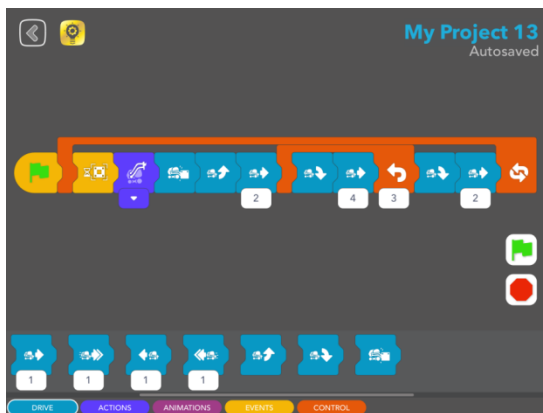 My Project 13
Autosaved
2
4
3
2
1
1
1
1
DRIVE
ACTIONS
ANIMATIONS
EVENTS
CONTROL